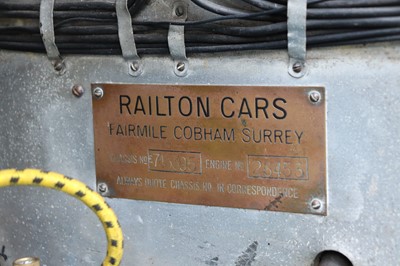 RAILTON CARS
FAIRMILE COBHAM SURREY
CHASSIS NO ENGINE NO
ALWAYS QUOTE CHASSIS NO. IN CORRESPONDENCE